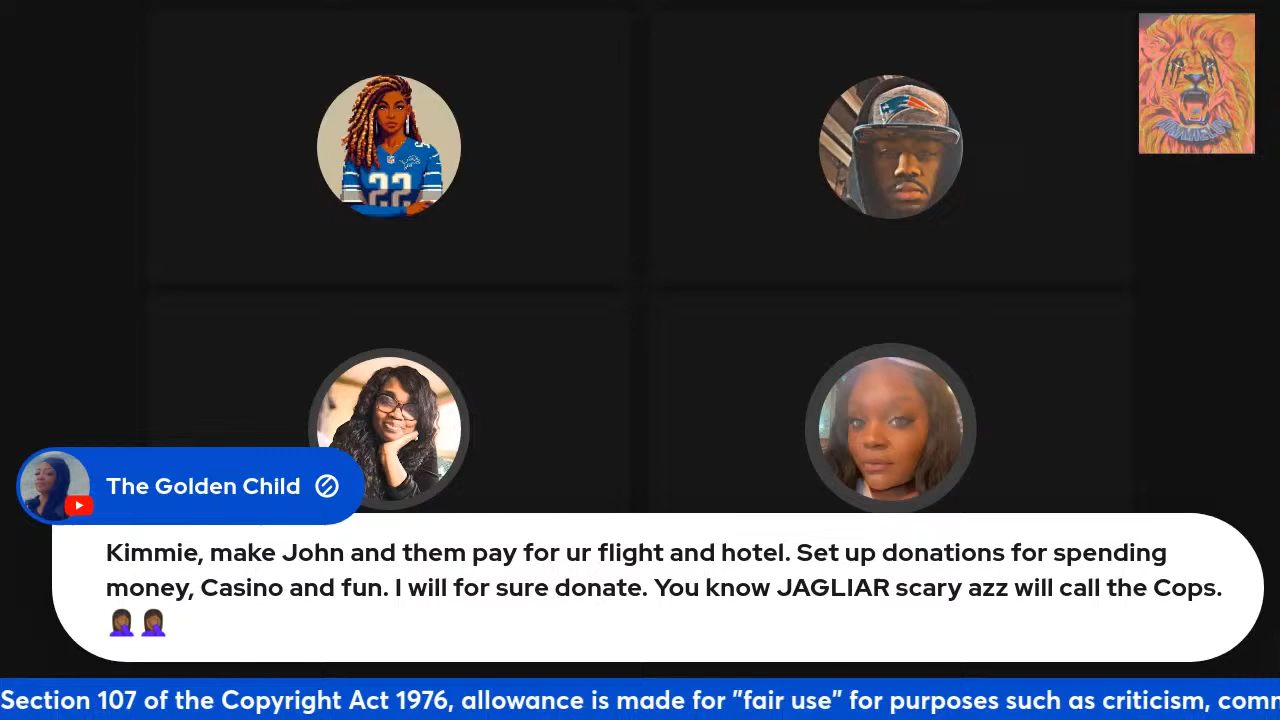 22
The Golden Child
Kimmie, make John and them pay for ur flight and hotel. Set up donations for spending
money, Casino and fun. I will for sure donate. You know JAGLIAR scary azz will call the Cops.
🤦🏾‍♀️🤦🏾‍♀️
Section 107 of the Copyright Act 1976, allowance is made for ″fair use″ for purposes such as criticism, comm